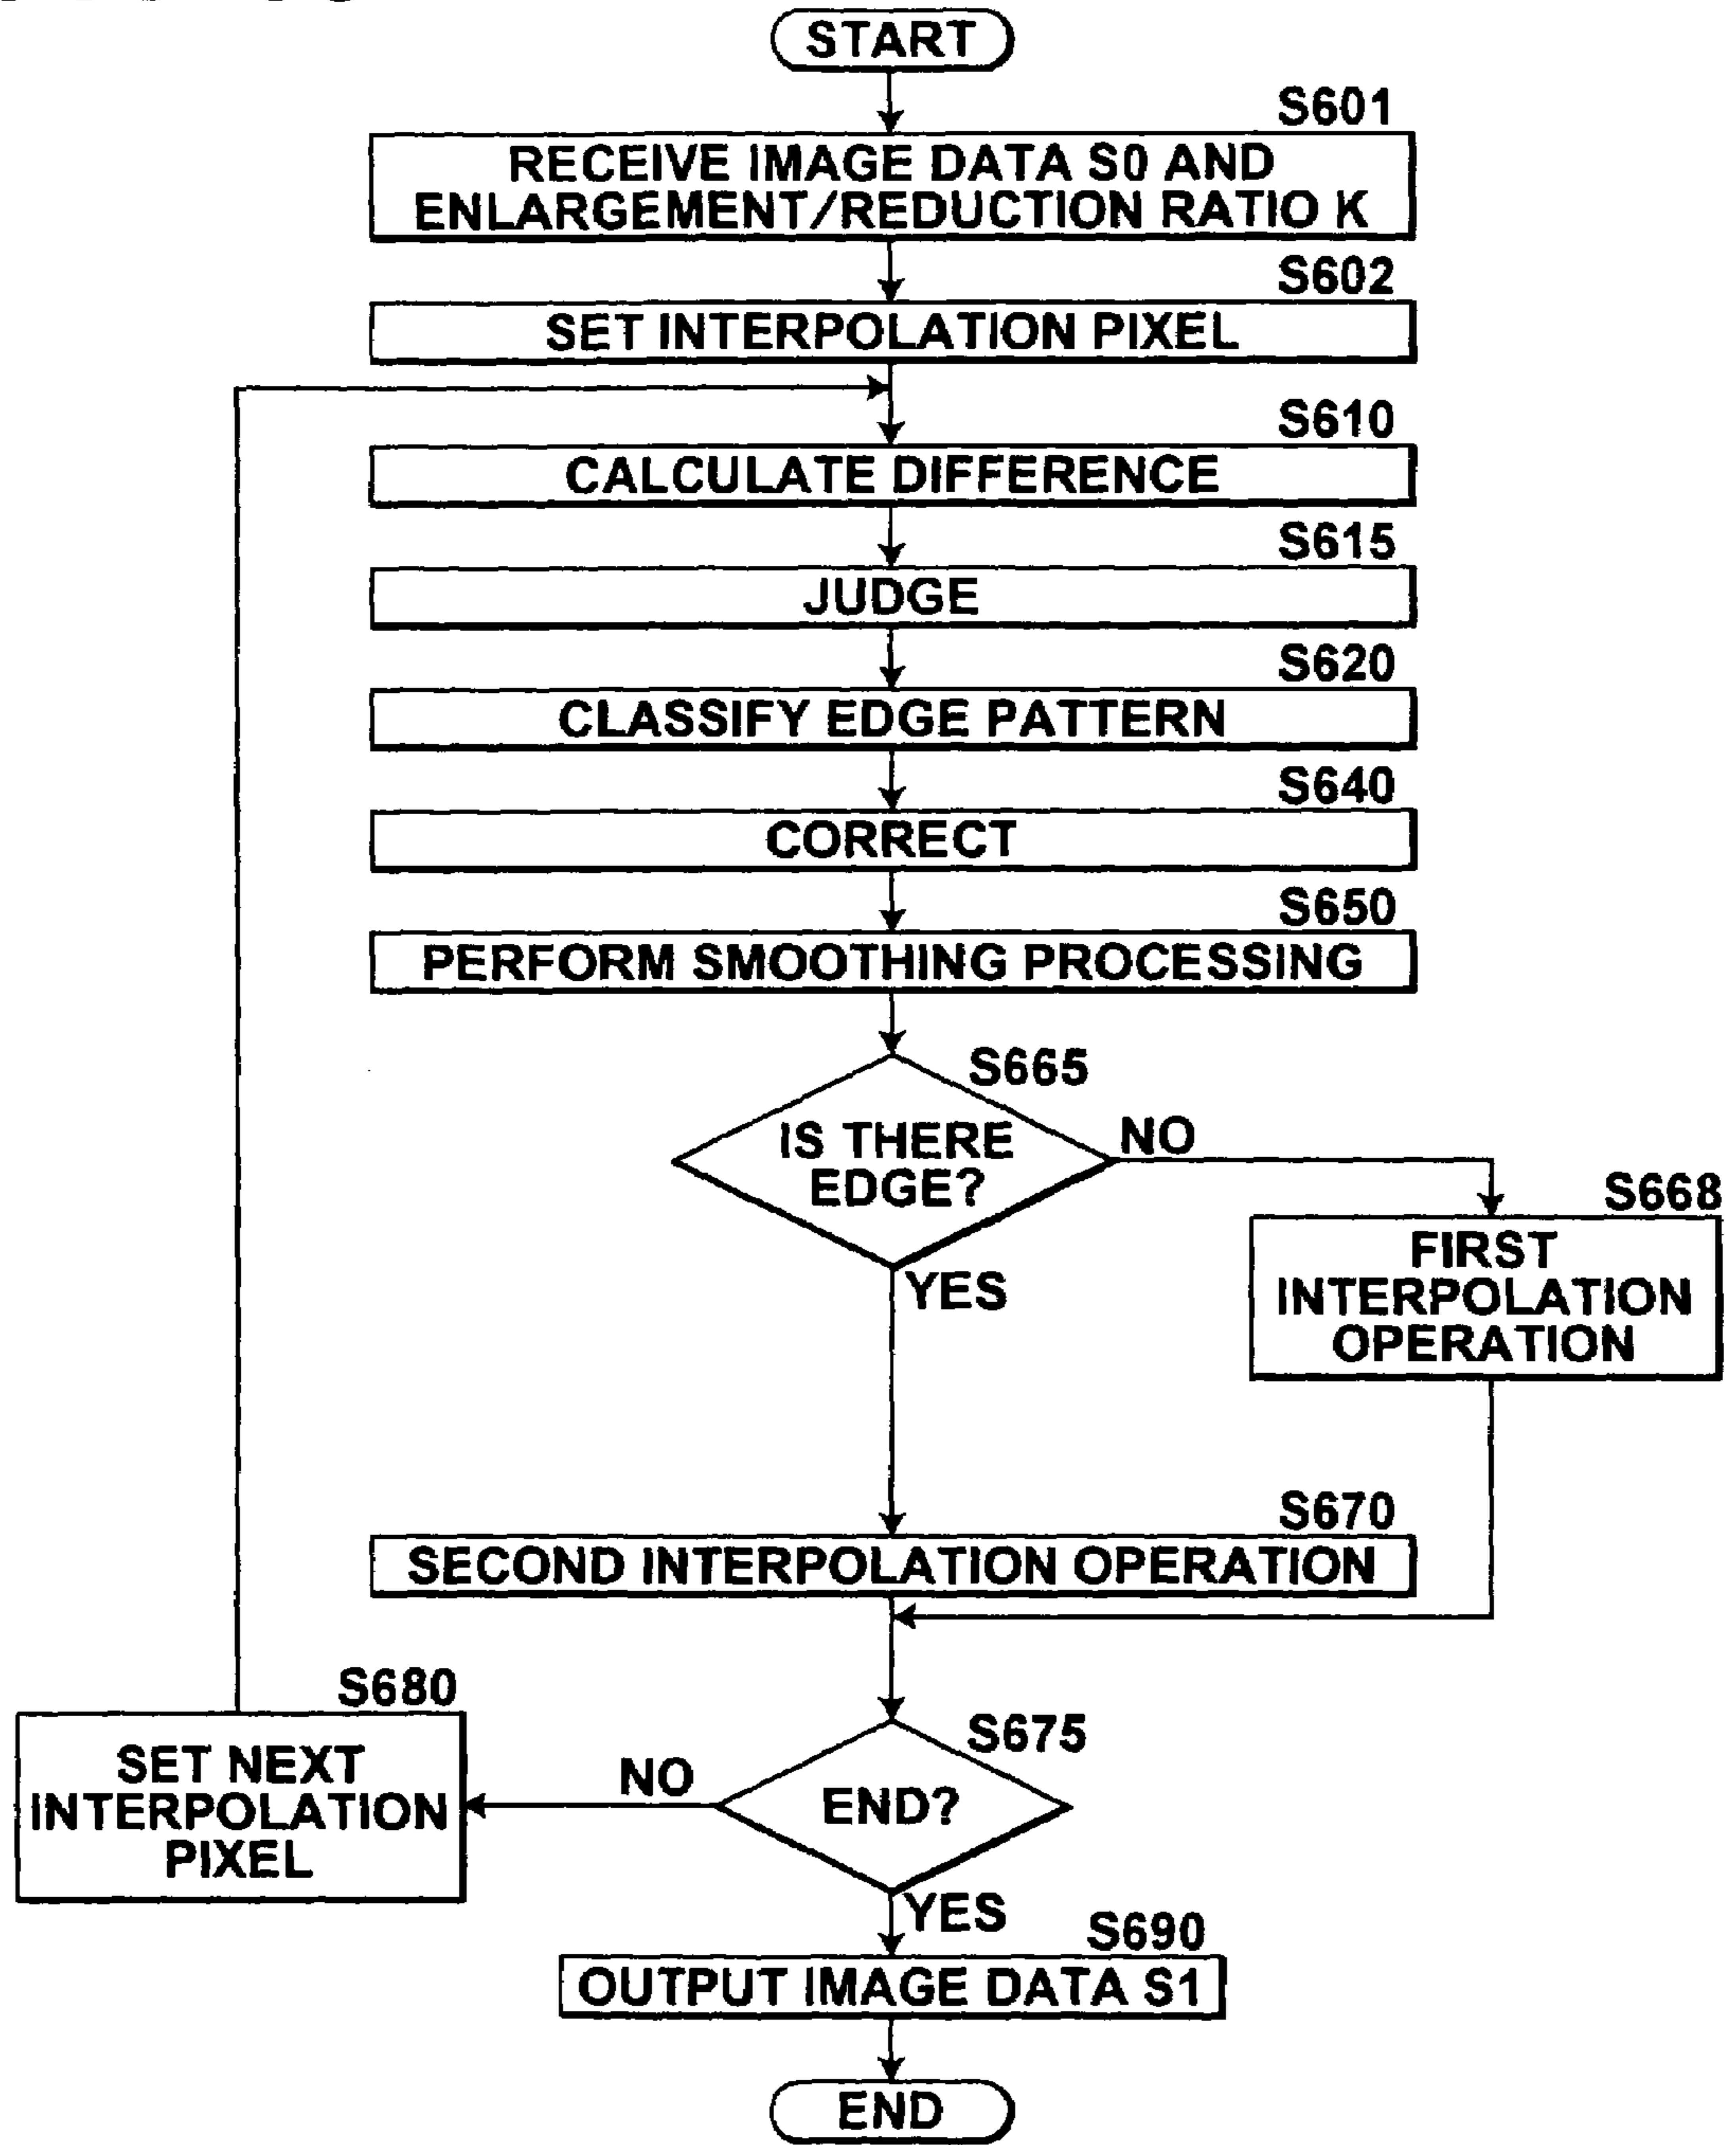 START
S601
RECEIVE IMAGE DATA S0 AND
ENLARGEMENT/REDUCTION RATIO K
S602
SET INTERPOLATION PIXEL
S610
CALCULATE DIFFERENCE
S615
JUDGE
S620
CLASSIFY EDGE PATTERN
S640
CORRECT
S650
PERFORM SMOOTHING PROCESSING
S665
IS THERE
EDGE?
NO
YES
S668
FIRST
INTERPOLATION
OPERATION
S670
SECOND INTERPOLATION OPERATION
S675
END?
NO
S680
SET NEXT
INTERPOLATION
PIXEL
YES
S690
OUTPUT IMAGE DATA S1
END